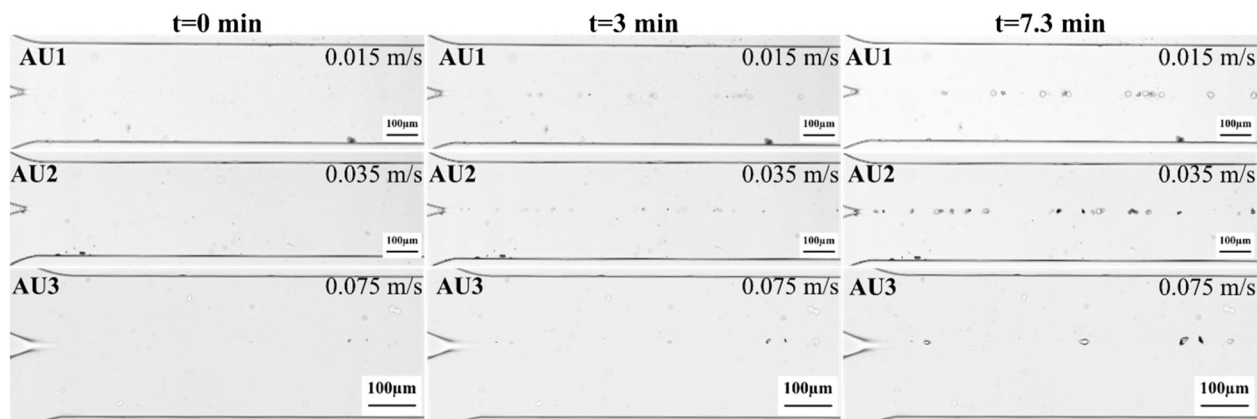 t=0 min t=3 min t=7.3 min
AU1 0.015 m/s AU1 0.015 m/s AU1 0.015 m/s
100µm 100µm 100µm
AU2 0.035 m/s AU2 0.035 m/s AU2 0.035 m/s
100µm 100µm 100µm
AU3 0.075 m/s AU3 0.075 m/s AU3 0.075 m/s
100µm 100µm 100µm